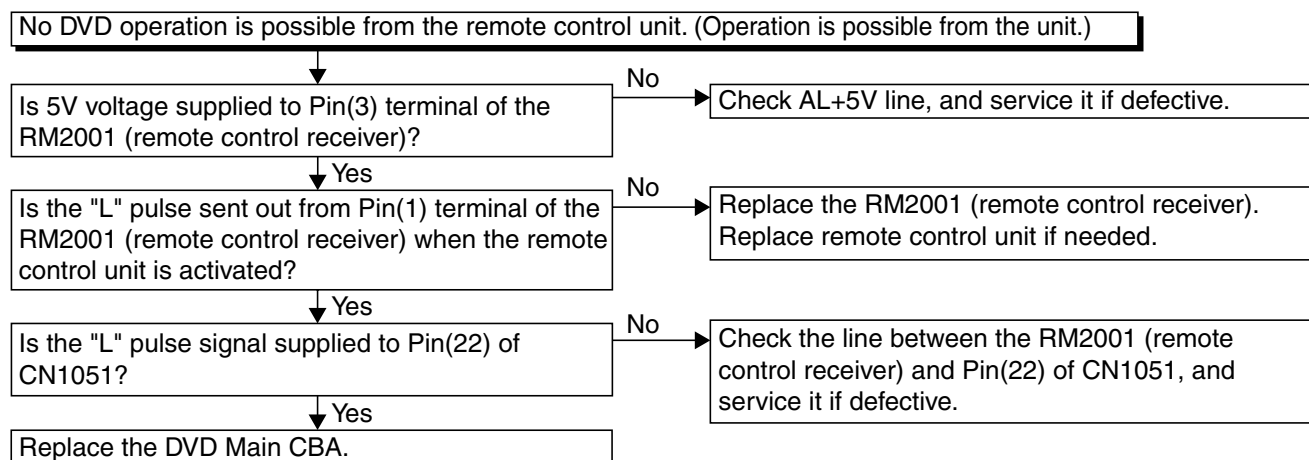 No DVD operation is possible from the remote control unit. (Operation is possible from the unit.)
Is 5V voltage supplied to Pin(3) terminal of the
RM2001 (remote control receiver)?
No
Check AL+5V line, and service it if defective.
Yes
Is the "L" pulse sent out from Pin(1) terminal of the
RM2001 (remote control receiver) when the remote
control unit is activated?
No
Replace the RM2001 (remote control receiver).
Replace remote control unit if needed.
Yes
Is the "L" pulse signal supplied to Pin(22) of
CN1051?
No
Check the line between the RM2001 (remote
control receiver) and Pin(22) of CN1051, and
service it if defective.
Yes
Replace the DVD Main CBA.